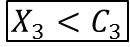 X₃ < C₃